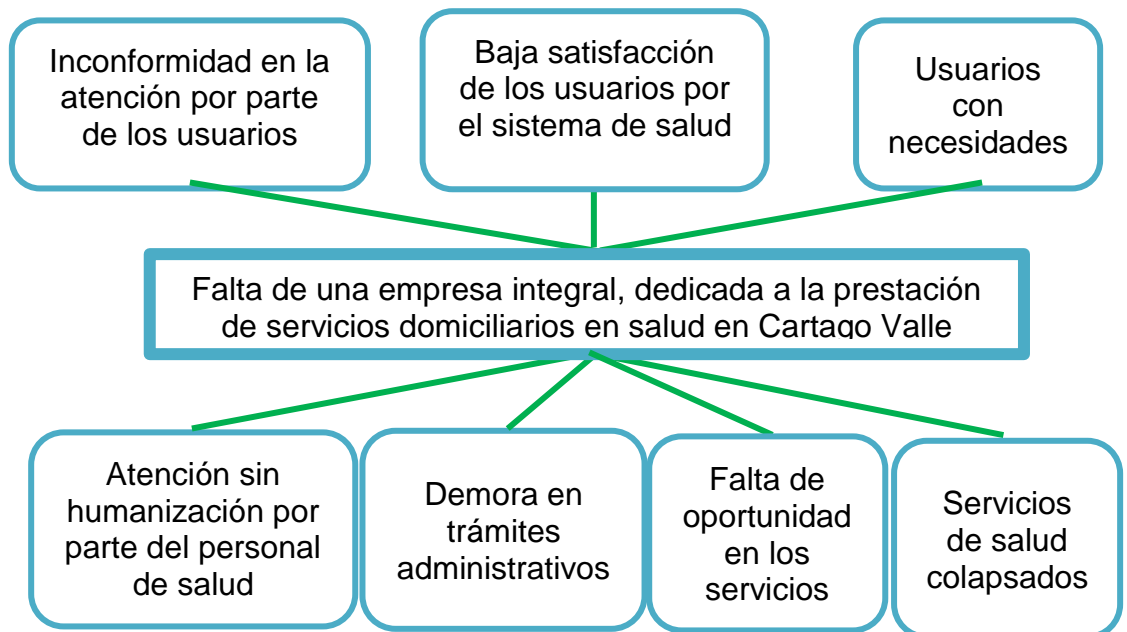 Inconformidad en la
atención por parte
de los usuarios
Baja satisfacción
de los usuarios por
el sistema de salud
Usuarios
con
necesidades
Falta de una empresa integral, dedicada a la prestación
de servicios domiciliarios en salud en Cartago Valle
Atención sin
humanización por
parte del personal
de salud
Demora en
trámites
administrativos
Falta de
oportunidad
en los
servicios
Servicios
de salud
colapsados